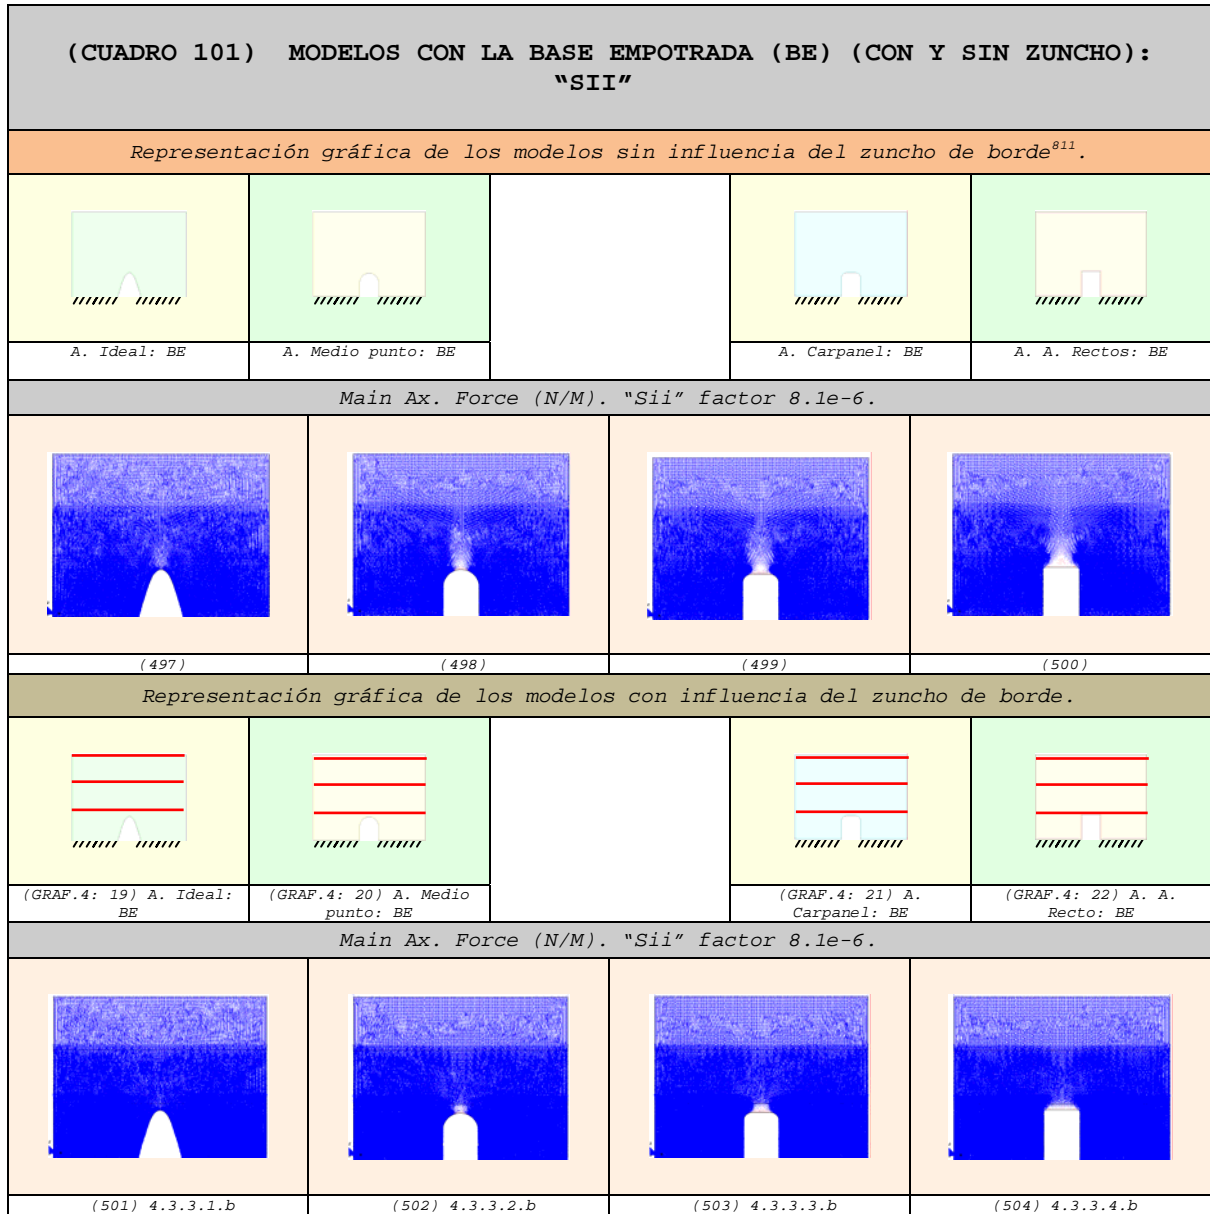 (CUADRO 101)  MODELOS CON LA BASE EMPOTRADA (BE) (CON Y SIN ZUNCHO):
“SII”
Representación gráfica de los modelos sin influencia del zuncho de borde811.
A. Ideal: BE
A. Medio punto: BE
A. Carpanel: BE
A. A. Rectos: BE
Main Ax. Force (N/M). “Sii” factor 8.1e-6.
(497)
(498)
(499)
(500)
Representación gráfica de los modelos con influencia del zuncho de borde.
(GRAF.4: 19) A. Ideal:
BE
(GRAF.4: 20) A. Medio
punto: BE
(GRAF.4: 21) A.
Carpanel: BE
(GRAF.4: 22) A. A.
Recto: BE
Main Ax. Force (N/M). “Sii” factor 8.1e-6.
(501) 4.3.3.1.b
(502) 4.3.3.2.b
(503) 4.3.3.3.b
(504) 4.3.3.4.b